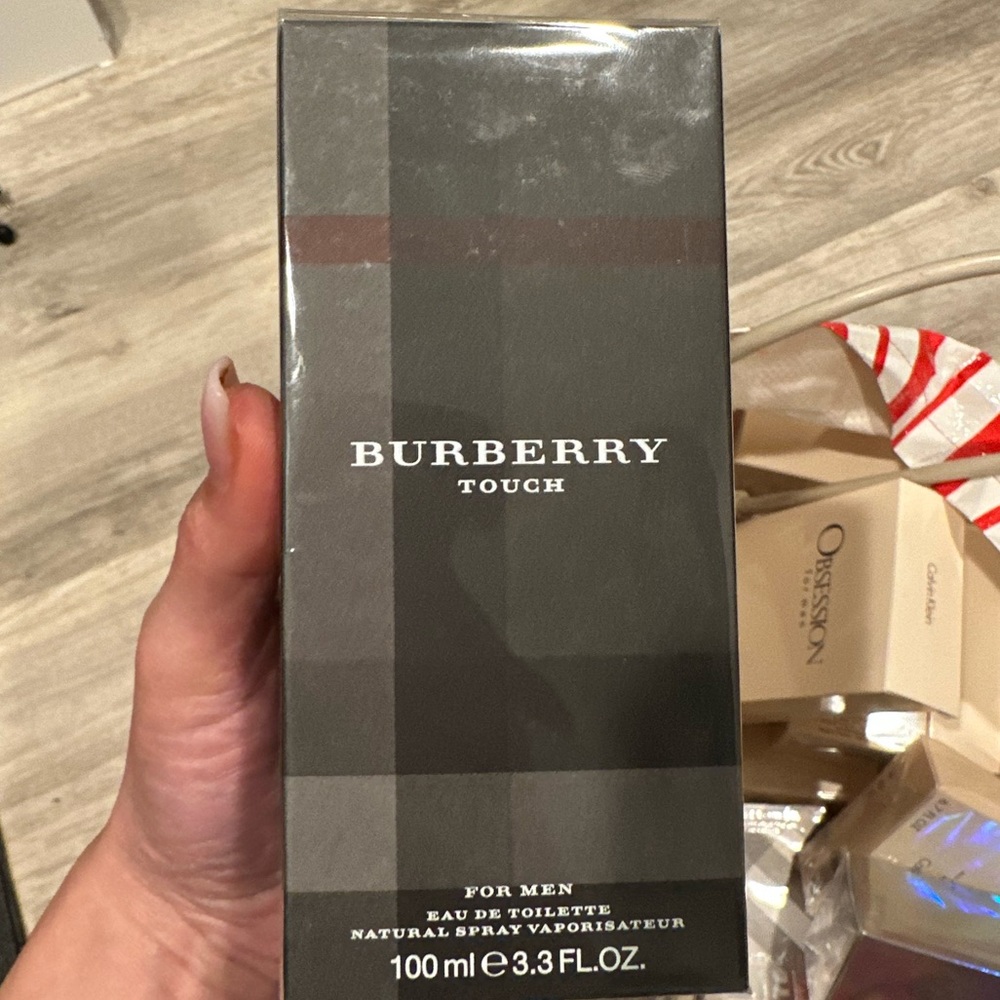 BURBERRY
TOUCH
FOR MEN
EAU DE TOILETTE
NATURAL SPRAY VAPORISATEUR
100 ml ℮ 3.3 FL.OZ.
OBSESSION
for men
Calvin Klein